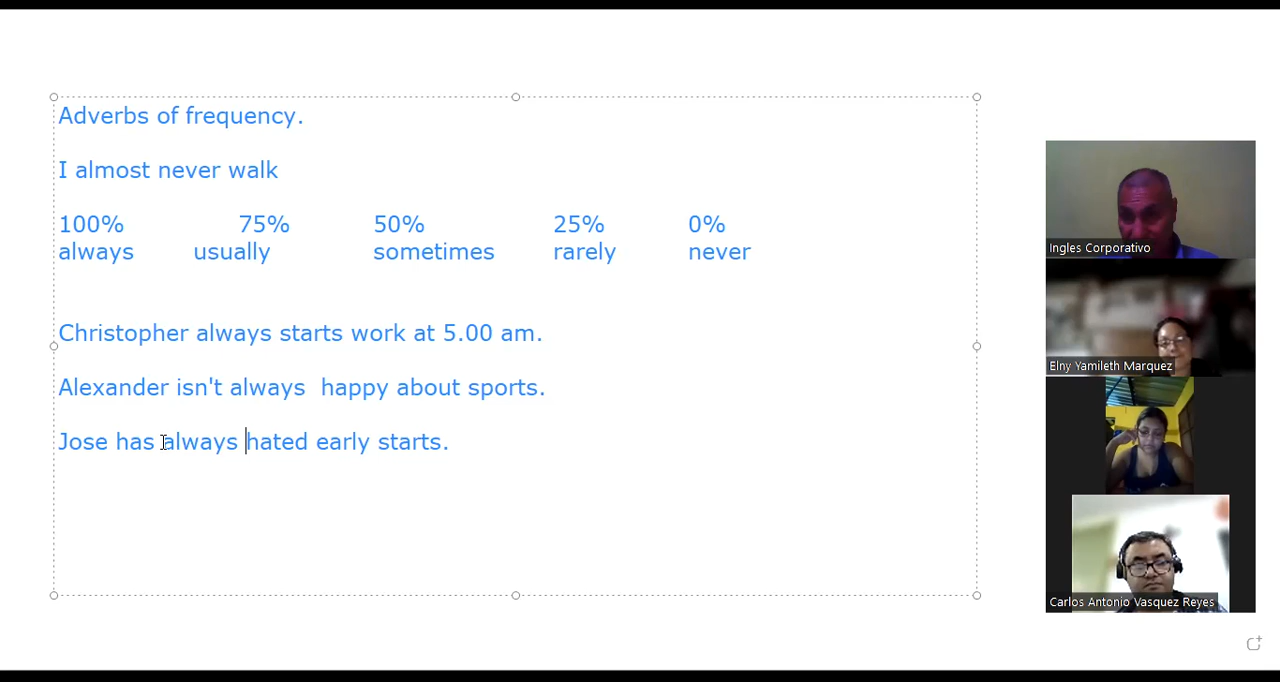 Adverbs of frequency.
I almost never walk
100% 75% 50% 25% 0%
always usually sometimes rarely never
Christopher always starts work at 5.00 am.
Alexander isn't always  happy about sports.
Jose has always hated early starts.
Ingles Corporativo
Elny Yamileth Marquez
Carlos Antonio Vasquez Reyes